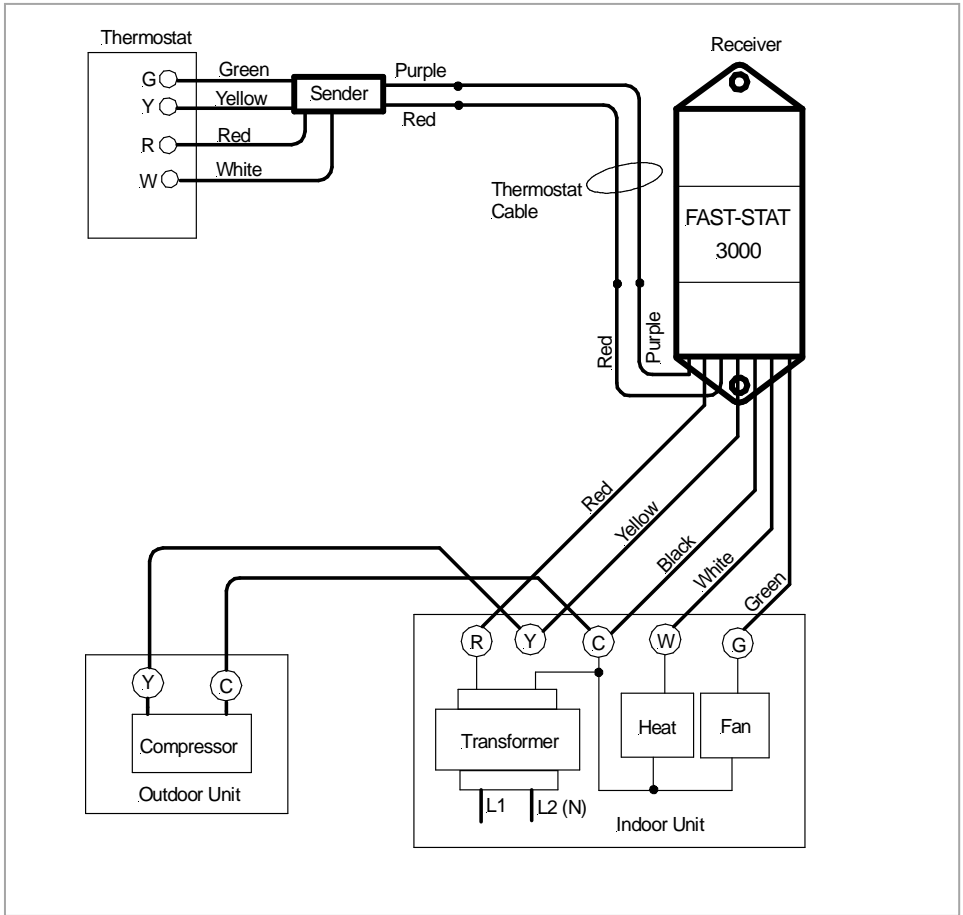 Thermostat
Receiver
G
Green
Purple
Sender
Y
Yellow
Red
R
Red
W
White
Thermostat
Cable
FAST-STAT
3000
Red
Purple
Red
Yellow
Black
White
Green
R
Y
C
W
G
Y
C
Compressor
Outdoor Unit
Transformer
Heat
Fan
L1
L2 (N)
Indoor Unit